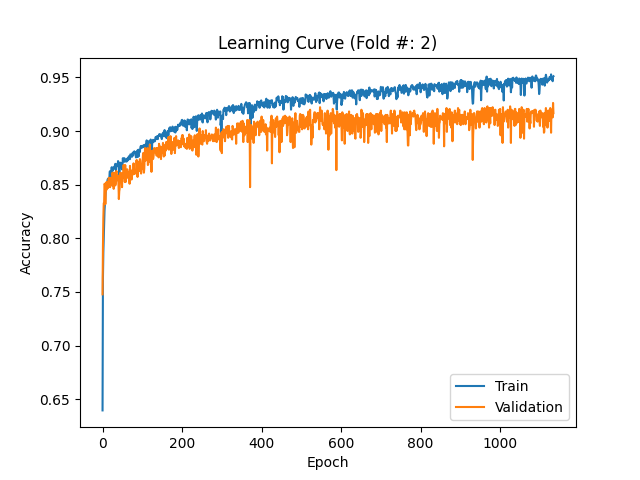 Learning Curve (Fold #: 2)
0.95
0.90
0.85
0.80
0.75
0.70
0.65
Accuracy
0 200 400 600 800 1000
Epoch
Train
Validation